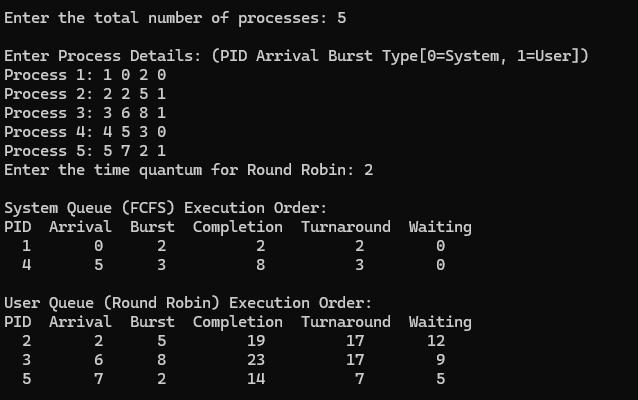 Enter the total number of processes: 5

Enter Process Details: (PID Arrival Burst Type[0=System, 1=User])
Process 1: 1 0 2 0
Process 2: 2 2 5 1
Process 3: 3 6 8 1
Process 4: 4 5 3 0
Process 5: 5 7 2 1
Enter the time quantum for Round Robin: 2

System Queue (FCFS) Execution Order:
PID  Arrival  Burst  Completion  Turnaround  Waiting
  1       0      2          2          2        0
  4       5      3          8          3        0

User Queue (Round Robin) Execution Order:
PID  Arrival  Burst  Completion  Turnaround  Waiting
  2       2      5         19         17       12
  3       6      8         23         17        9
  5       7      2         14          7        5